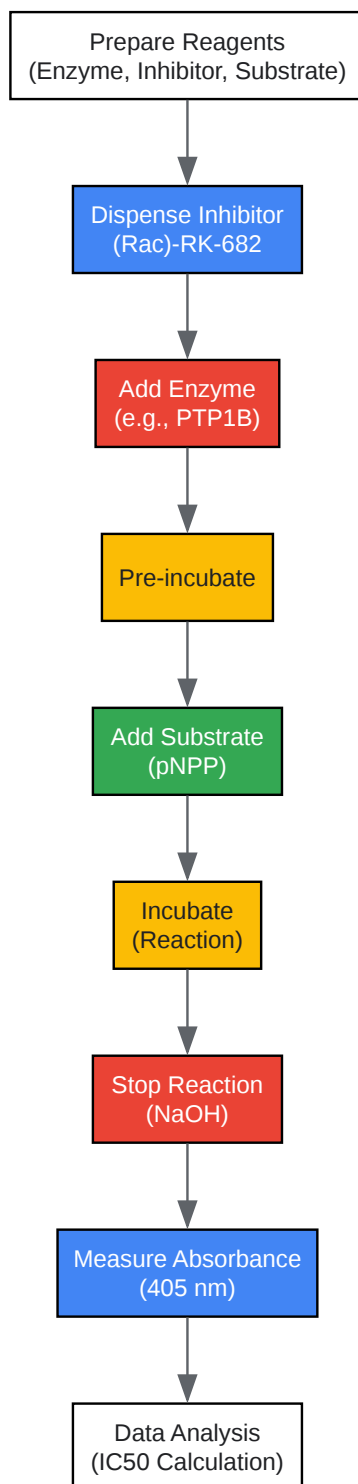 Prepare Reagents
(Enzyme, Inhibitor, Substrate)
Dispense Inhibitor
(Rac)-RK-682
Add Enzyme
(e.g., PTP1B)
Pre-incubate
Add Substrate
(pNPP)
Incubate
(Reaction)
Stop Reaction
(NaOH)
Measure Absorbance
(405 nm)
Data Analysis
(IC50 Calculation)